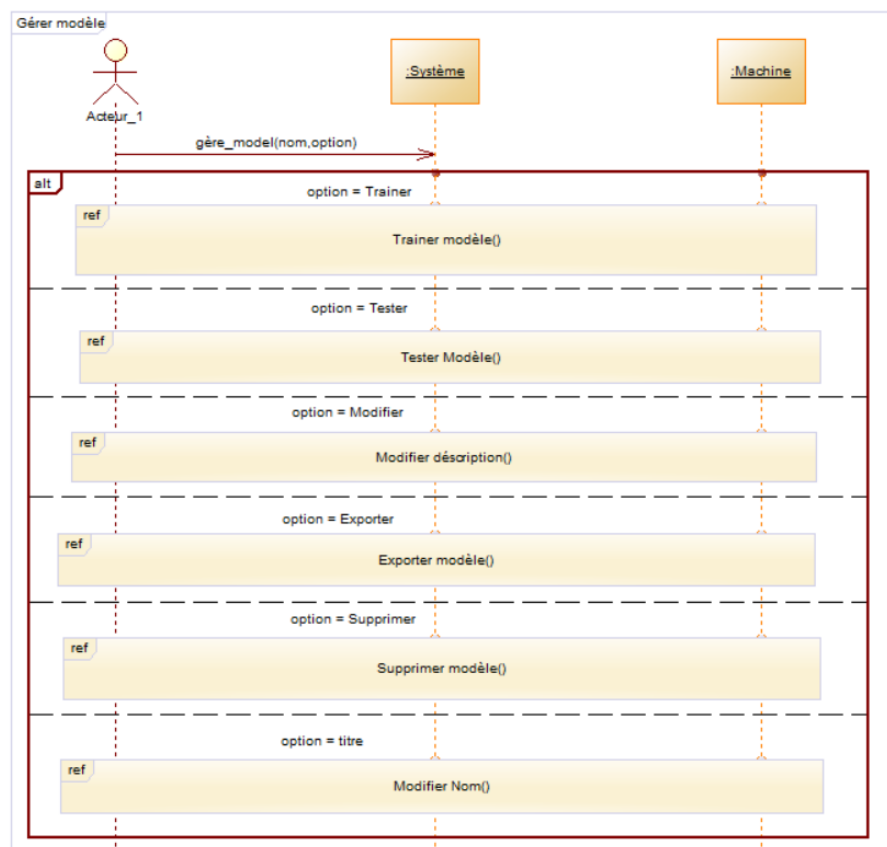 Gérer modèle
:Système
:Machine
Acteur_1
gère_model(nom,option)
alt
option = Trainer
ref
Trainer modèle()
option = Tester
ref
Tester Modèle()
option = Modifier
ref
Modifier déscription()
option = Exporter
ref
Exporter modèle()
option = Supprimer
ref
Supprimer modèle()
option = titre
ref
Modifier Nom()